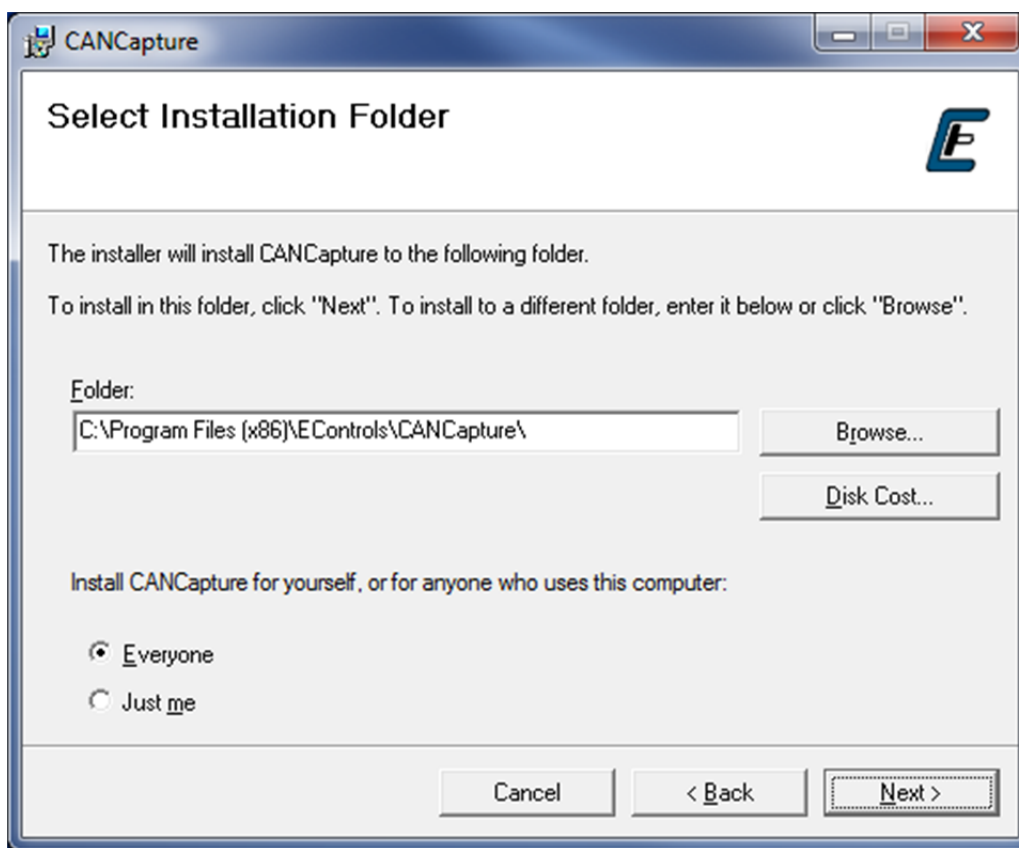 CANCapture
Select Installation Folder
The installer will install CANCapture to the following folder.
To install in this folder, click "Next". To install to a different folder, enter it below or click "Browse".
Folder:
C:\Program Files (x86)\EControls\CANCapture\
Browse...
Disk Cost...
Install CANCapture for yourself, or for anyone who uses this computer:
Everyone
Just me
Cancel
< Back
Next >